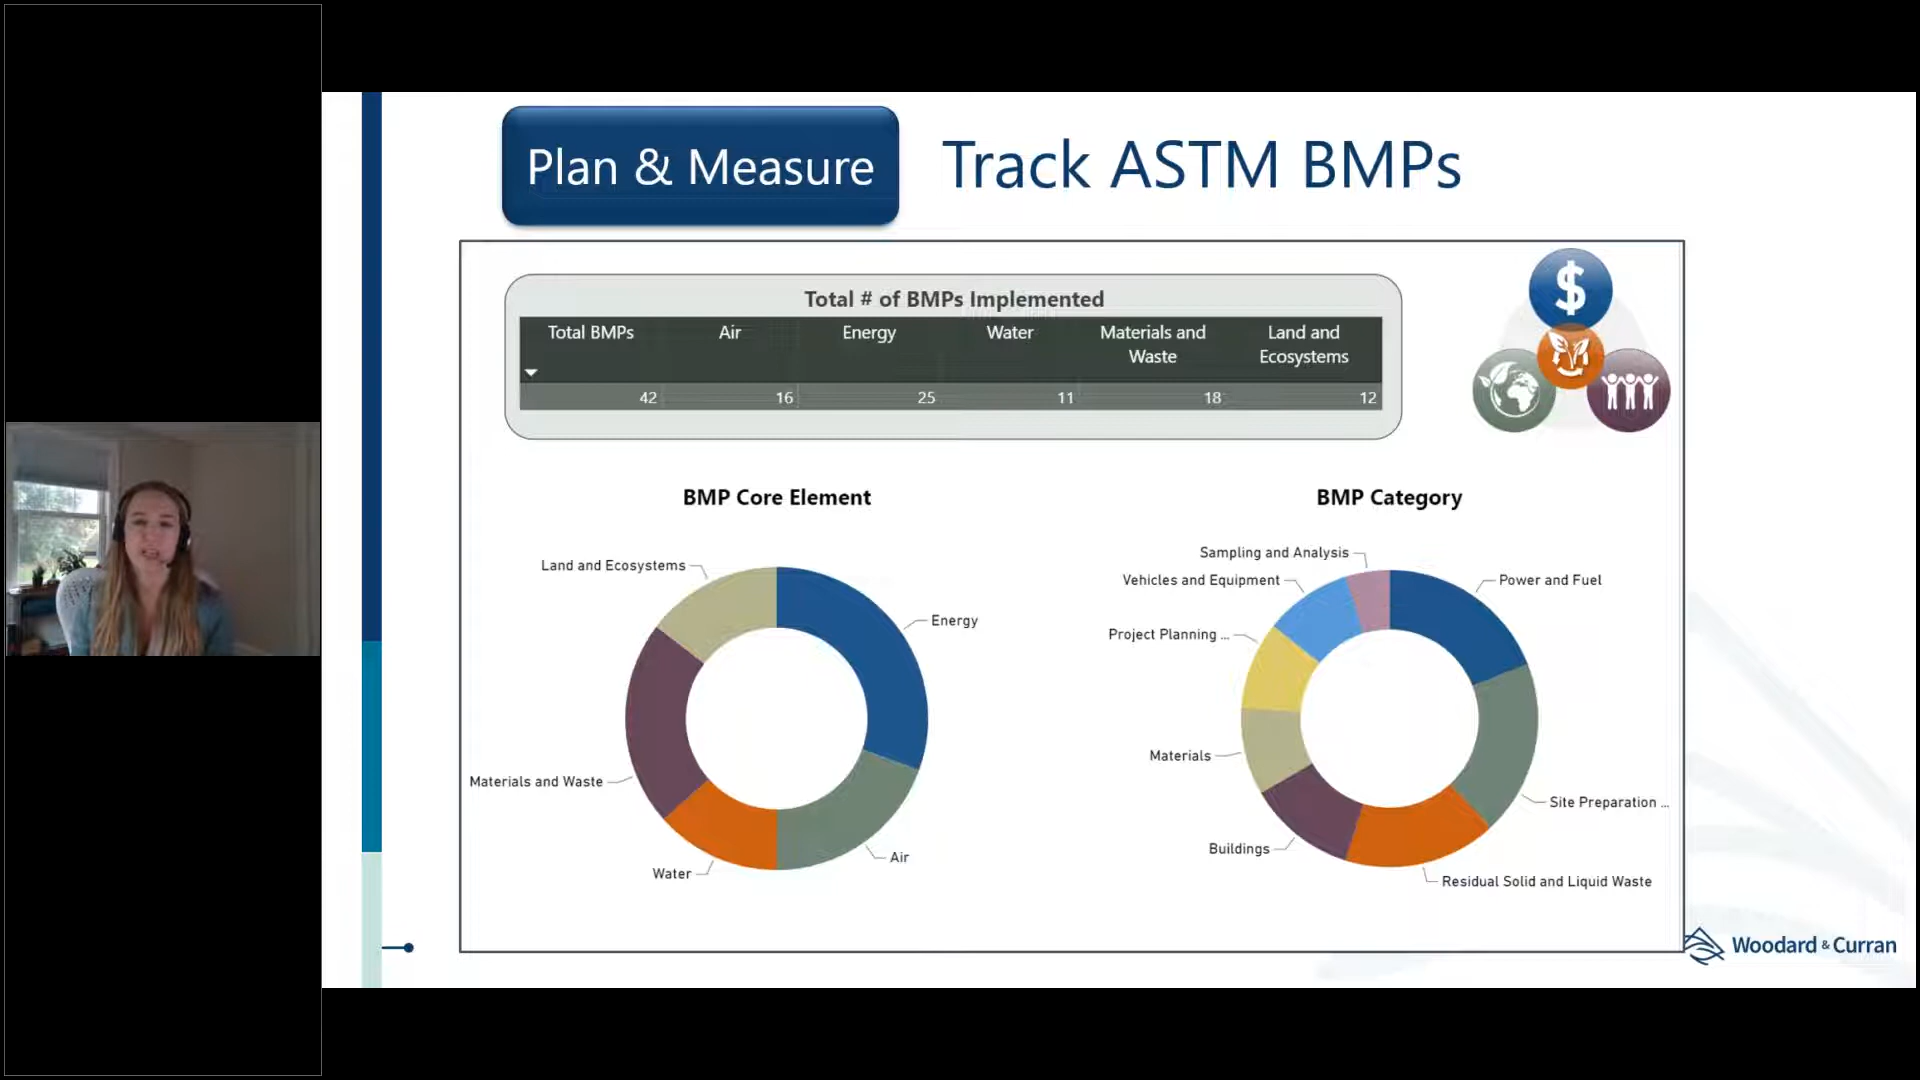 Plan & Measure
Track ASTM BMPs
Total # of BMPs Implemented
Total BMPs Air Energy Water Materials and Waste Land and Ecosystems
42 16 25 11 18 12
$
BMP Core Element
Land and Ecosystems
Energy
Materials and Waste
Air
Water
BMP Category
Sampling and Analysis
Vehicles and Equipment
Power and Fuel
Project Planning ...
Materials
Site Preparation ...
Buildings
Residual Solid and Liquid Waste
Woodard & Curran